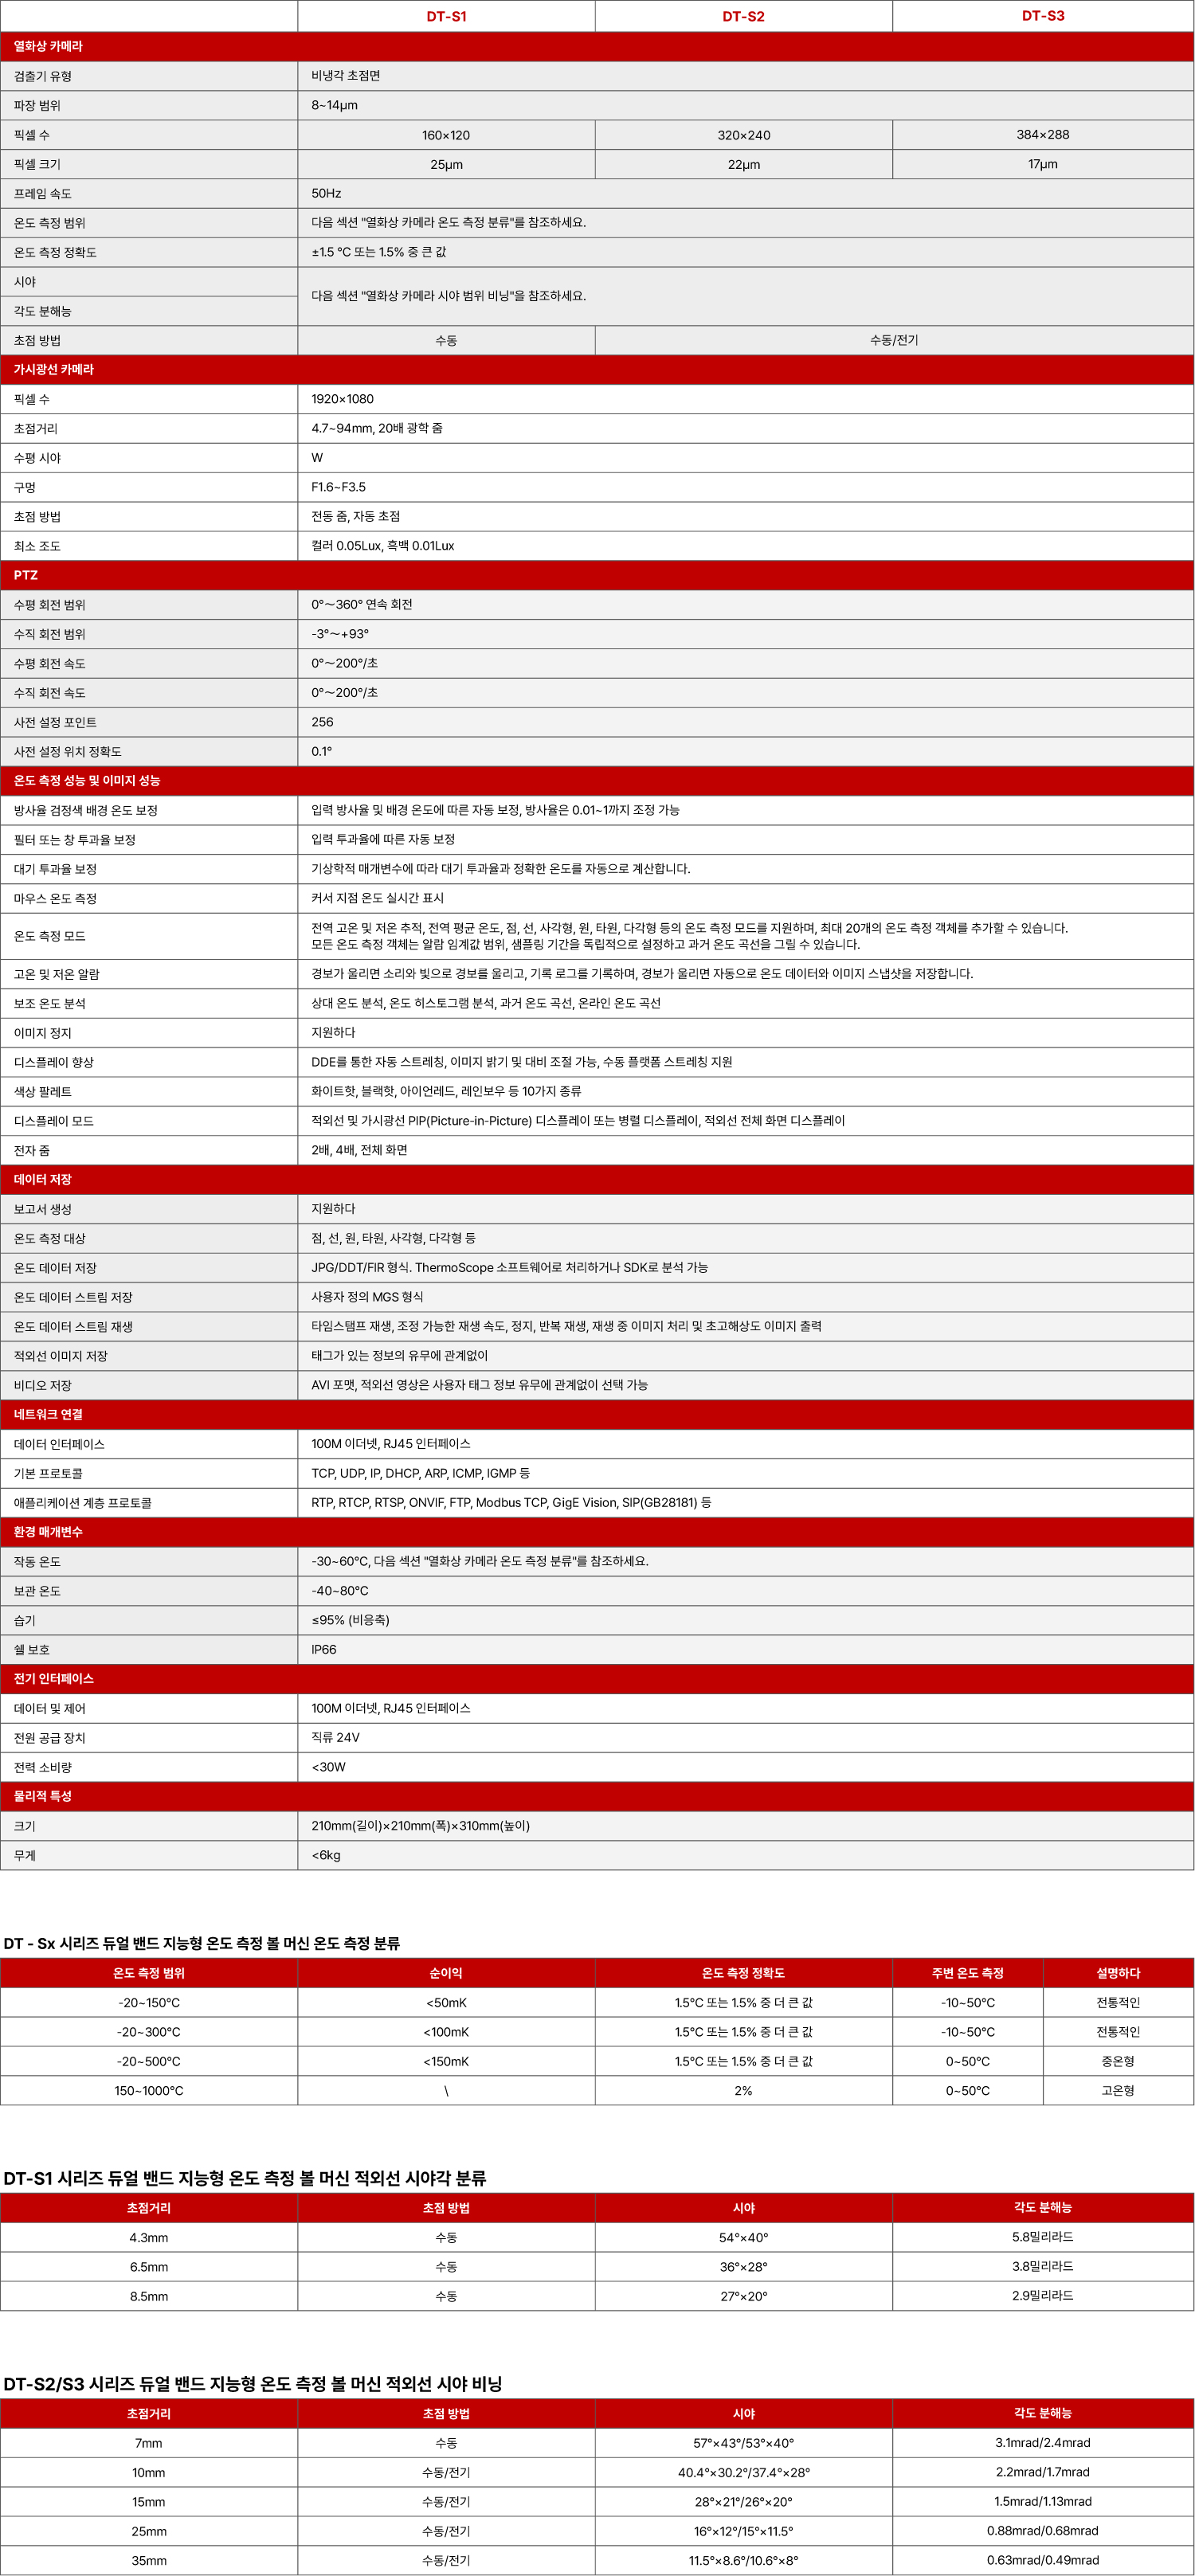 DT-S1 DT-S2 DT-S3
열화상 카메라
검출기 유형 비냉각 초점면
파장 범위 8~14μm
픽셀 수 160×120 320×240 384×288
픽셀 크기 25μm 22μm 17μm
프레임 속도 50Hz
온도 측정 범위 다음 섹션 "열화상 카메라 온도 측정 분류"를 참조하세요.
온도 측정 정확도 ±1.5 °C 또는 1.5% 중 큰 값
시야
다음 섹션 "열화상 카메라 시야 범위 비닝"을 참조하세요.
각도 분해능
초점 방법 수동 수동/전기
가시광선 카메라
픽셀 수 1920×1080
초점거리 4.7~94mm, 20배 광학 줌
수평 시야 W
구멍 F1.6~F3.5
초점 방법 전동 줌, 자동 초점
최소 조도 컬러 0.05Lux, 흑백 0.01Lux
PTZ
수평 회전 범위 0°～360° 연속 회전
수직 회전 범위 -3°～+93°
수평 회전 속도 0°～200°/초
수직 회전 속도 0°～200°/초
사전 설정 포인트 256
사전 설정 위치 정확도 0.1°
온도 측정 성능 및 이미지 성능
방사율 검정색 배경 온도 보정 입력 방사율 및 배경 온도에 따른 자동 보정, 방사율은 0.01~1까지 조정 가능
필터 또는 창 투과율 보정 입력 투과율에 따른 자동 보정
대기 투과율 보정 기상학적 매개변수에 따라 대기 투과율과 정확한 온도를 자동으로 계산합니다.
마우스 온도 측정 커서 지점 온도 실시간 표시
온도 측정 모드 전역 고온 및 저온 추적, 전역 평균 온도, 점, 선, 사각형, 원, 타원, 다각형 등의 온도 측정 모드를 지원하며, 최대 20개의 온도 측정 객체를 추가할 수 있습니다.
모든 온도 측정 객체는 알람 임계값 범위, 샘플링 기간을 독립적으로 설정하고 과거 온도 곡선을 그릴 수 있습니다.
고온 및 저온 알람 경보가 울리면 소리와 빛으로 경보를 울리고, 기록 로그를 기록하며, 경보가 울리면 자동으로 온도 데이터와 이미지 스냅샷을 저장합니다.
보조 온도 분석 상대 온도 분석, 온도 히스토그램 분석, 과거 온도 곡선, 온라인 온도 곡선
이미지 정지 지원하다
디스플레이 향상 DDE를 통한 자동 스트레칭, 이미지 밝기 및 대비 조절 가능, 수동 플랫폼 스트레칭 지원
색상 팔레트 화이트핫, 블랙핫, 아이언레드, 레인보우 등 10가지 종류
디스플레이 모드 적외선 및 가시광선 PIP(Picture-in-Picture) 디스플레이 또는 병렬 디스플레이, 적외선 전체 화면 디스플레이
전자 줌 2배, 4배, 전체 화면
데이터 저장
보고서 생성 지원하다
온도 측정 대상 점, 선, 원, 타원, 사각형, 다각형 등
온도 데이터 저장 JPG/DDT/FIR 형식. ThermoScope 소프트웨어로 처리하거나 SDK로 분석 가능
온도 데이터 스트림 저장 사용자 정의 MGS 형식
온도 데이터 스트림 재생 타임스탬프 재생, 조정 가능한 재생 속도, 정지, 반복 재생, 재생 중 이미지 처리 및 초고해상도 이미지 출력
적외선 이미지 저장 태그가 있는 정보의 유무에 관계없이
비디오 저장 AVI 포맷, 적외선 영상은 사용자 태그 정보 유무에 관계없이 선택 가능
네트워크 연결
데이터 인터페이스 100M 이더넷, RJ45 인터페이스
기본 프로토콜 TCP, UDP, IP, DHCP, ARP, ICMP, IGMP 등
애플리케이션 계층 프로토콜 RTP, RTCP, RTSP, ONVIF, FTP, Modbus TCP, GigE Vision, SIP(GB28181) 등
환경 매개변수
작동 온도 -30~60°C, 다음 섹션 "열화상 카메라 온도 측정 분류"를 참조하세요.
보관 온도 -40~80°C
습기 ≤95% (비응축)
쉘 보호 IP66
전기 인터페이스
데이터 및 제어 100M 이더넷, RJ45 인터페이스
전원 공급 장치 직류 24V
전력 소비량 <30W
물리적 특성
크기 210mm(길이)×210mm(폭)×310mm(높이)
무게 <6kg
DT - Sx 시리즈 듀얼 밴드 지능형 온도 측정 볼 머신 온도 측정 분류
온도 측정 범위 순이익 온도 측정 정확도 주변 온도 측정 설명하다
-20~150°C <50mK 1.5°C 또는 1.5% 중 더 큰 값 -10~50°C 전통적인
-20~300°C <100mK 1.5°C 또는 1.5% 중 더 큰 값 -10~50°C 전통적인
-20~500°C <150mK 1.5°C 또는 1.5% 중 더 큰 값 0~50°C 중온형
150~1000°C \ 2% 0~50°C 고온형
DT-S1 시리즈 듀얼 밴드 지능형 온도 측정 볼 머신 적외선 시야각 분류
초점거리 초점 방법 시야 각도 분해능
4.3mm 수동 54°×40° 5.8밀리라드
6.5mm 수동 36°×28° 3.8밀리라드
8.5mm 수동 27°×20° 2.9밀리라드
DT-S2/S3 시리즈 듀얼 밴드 지능형 온도 측정 볼 머신 적외선 시야 비닝
초점거리 초점 방법 시야 각도 분해능
7mm 수동 57°×43°/53°×40° 3.1mrad/2.4mrad
10mm 수동/전기 40.4°×30.2°/37.4°×28° 2.2mrad/1.7mrad
15mm 수동/전기 28°×21°/26°×20° 1.5mrad/1.13mrad
25mm 수동/전기 16°×12°/15°×11.5° 0.88mrad/0.68mrad
35mm 수동/전기 11.5°×8.6°/10.6°×8° 0.63mrad/0.49mrad